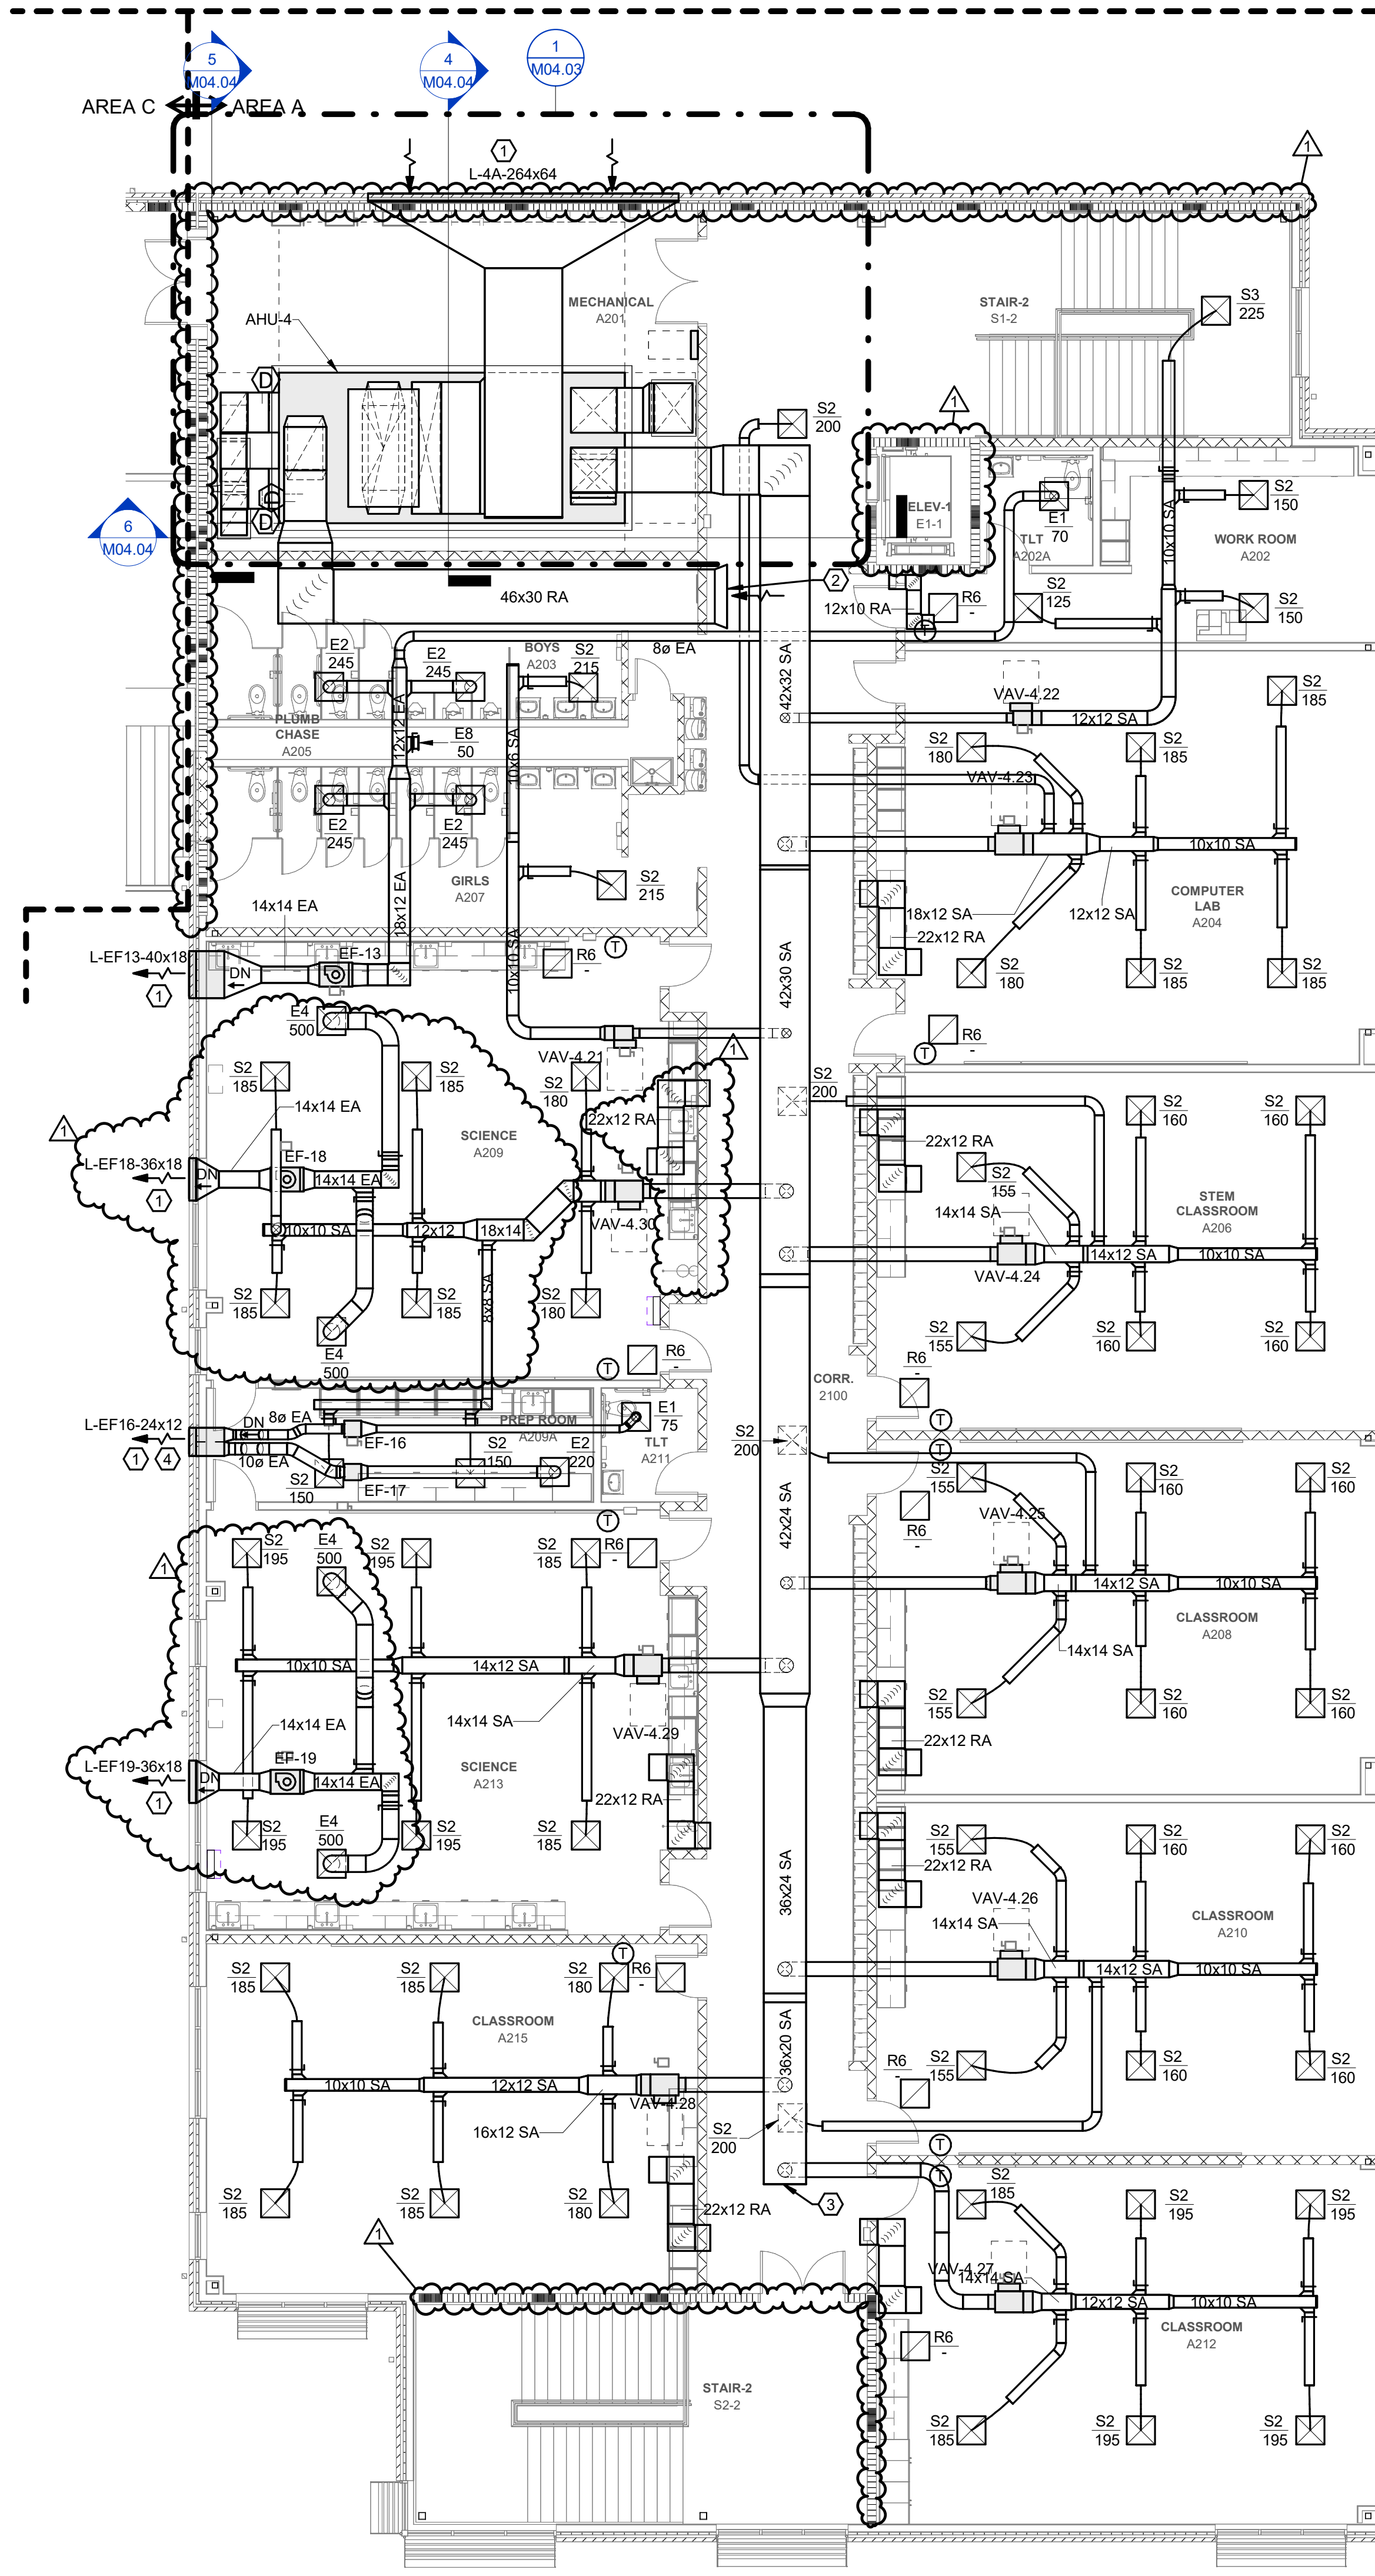 5
M04.04
4
M04.04
1
M04.03
AREA C
AREA A
1
L-4A-264x64
1
MECHANICAL
A201
STAIR-2
S1-2
S3
225
AHU-4
D
D
D
S2
200
1
ELEV-1
E1-1
E1
70
TLT
A202A
10x10 SA
S2
150
WORK ROOM
A202
6
M04.04
46x30 RA
2
12x10 RA
R6
-
T
S2
125
S2
150
E2
245
E2
245
BOYS
A203
S2
215
8ø EA
42x32 SA
VAV-4.22
12x12 SA
S2
185
PLUMB
CHASE
A205
12x12 EA
E8
50
10x6 SA
S2
180
VAV-4.23
S2
185
E2
245
E2
245
GIRLS
A207
S2
215
10x10 SA
COMPUTER
LAB
A204
14x14 EA
18x12 EA
18x12 SA
12x12 SA
22x12 RA
L-EF13-40x18
1
DN
EF-13
10x10 SA
R6
-
T
42x30 SA
S2
180
S2
185
S2
185
E4
500
VAV-4.21
1
R6
-
T
S2
185
S2
185
S2
180
S2
200
S2
160
S2
160
1
14x14 EA
SCIENCE
A209
22x12 RA
22x12 RA
S2
155
L-EF18-36x18
1
DN
EF-18
14x14 EA
STEM
CLASSROOM
A206
14x14 SA
10x10 SA
12x12
18x14
VAV-4.30
14x12 SA
10x10 SA
VAV-4.24
8x8 SA
S2
185
S2
185
S2
180
S2
155
S2
160
S2
160
E4
500
T
R6
-
CORR.
2100
R6
-
L-EF16-24x12
1
4
DN
8ø EA
10ø EA
EF-16
EF-17
PREP ROOM
A209A
E1
75
TLT
A211
S2
150
S2
150
E2
220
S2
200
T
T
S2
155
S2
160
S2
160
T
R6
-
VAV-4.25
42x24 SA
1
S2
195
E4
500
S2
195
S2
185
R6
-
14x12 SA
10x10 SA
CLASSROOM
A208
14x14 SA
10x10 SA
14x12 SA
14x14 SA
VAV-4.29
S2
155
S2
160
S2
160
22x12 RA
14x14 EA
L-EF19-36x18
1
DN
EF-19
14x14 EA
SCIENCE
A213
22x12 RA
S2
195
E4
500
S2
195
S2
185
S2
155
S2
160
S2
160
22x12 RA
36x24 SA
VAV-4.26
14x14 SA
CLASSROOM
A210
T
S2
185
S2
185
S2
180
R6
-
14x12 SA
10x10 SA
CLASSROOM
A215
36x20 SA
R6
-
S2
155
S2
160
S2
160
10x10 SA
12x12 SA
VAV-4.28
16x12 SA
S2
200
T
T
S2
185
S2
185
S2
180
22x12 RA
3
S2
185
S2
195
S2
195
1
VAV-4.27
14x14 SA
12x12 SA
10x10 SA
CLASSROOM
A212
R6
-
STAIR-2
S2-2
S2
185
S2
195
S2
195